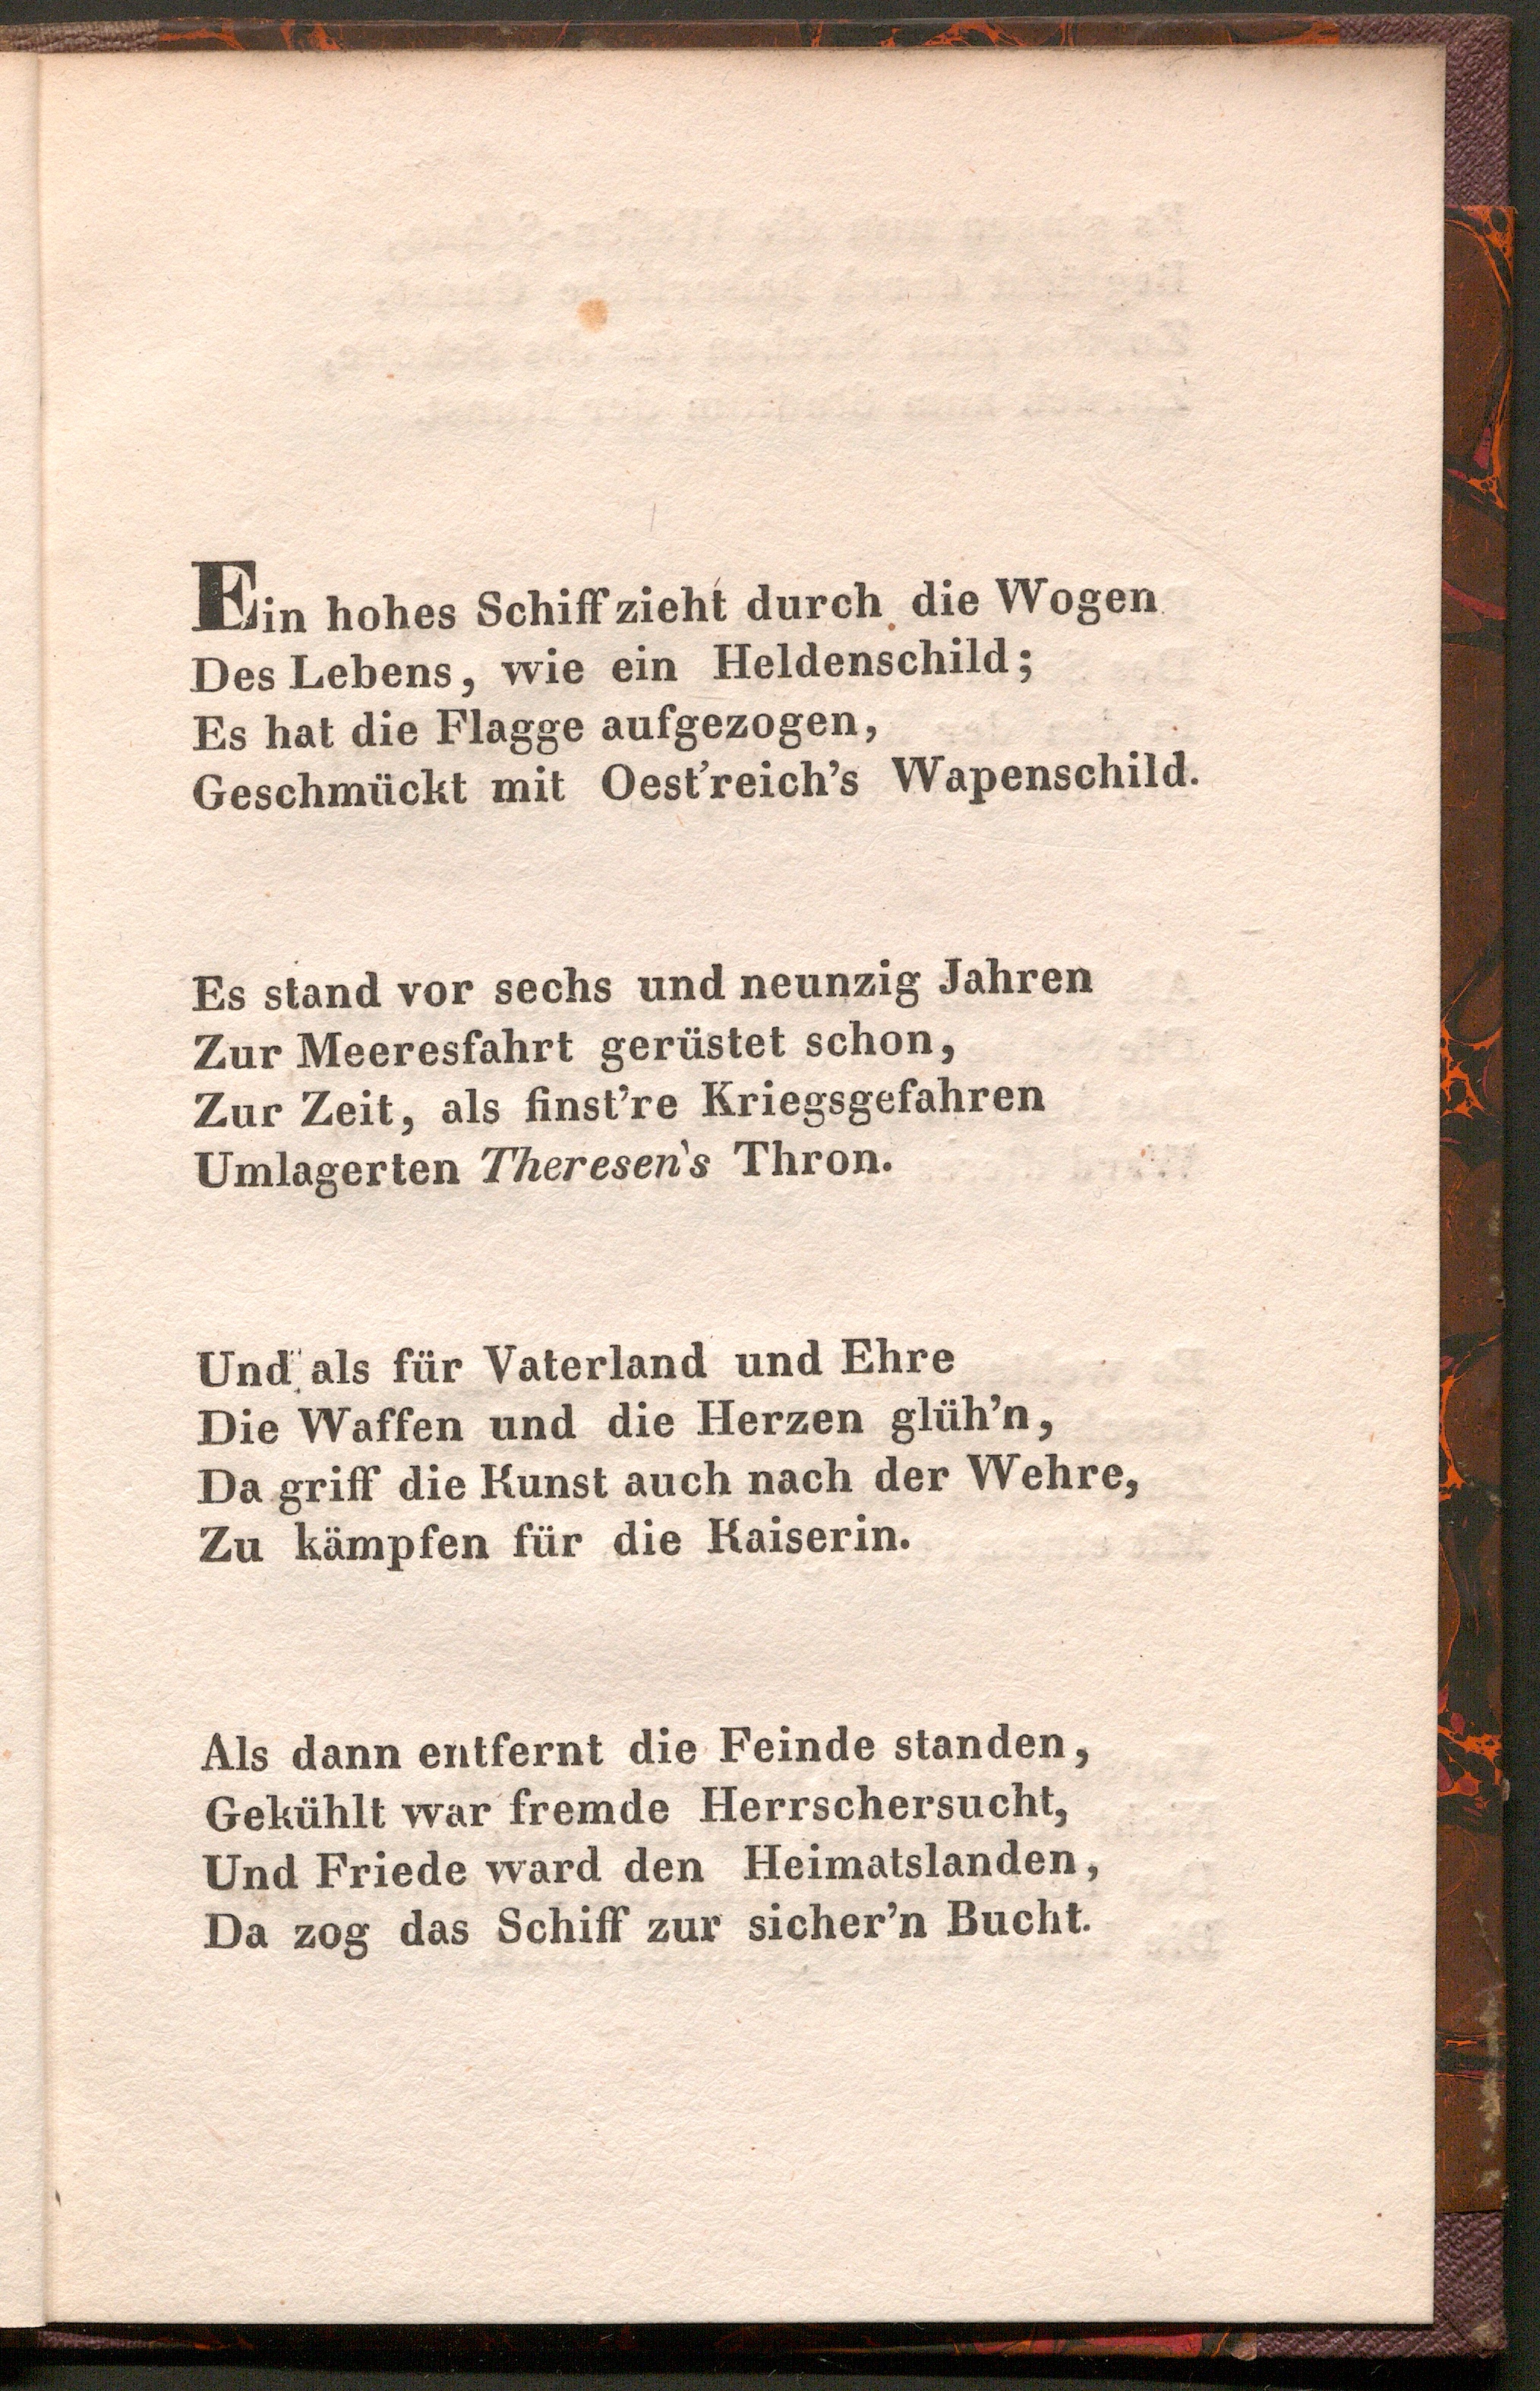 Ein hohes Schiff zieht durch die Wogen
Des Lebens, wie ein Heldenschild;
Es hat die Flagge aufgezogen,
Geschmückt mit Oest'reich's Wapenschild.
Es stand vor sechs und neunzig Jahren
Zur Meeresfahrt gerüstet schon,
Zur Zeit, als finst're Kriegsgefahren
Umlagerten Theresen's Thron.
Und als für Vaterland und Ehre
Die Waffen und die Herzen glüh'n,
Da griff die Kunst auch nach der Wehre,
Zu kämpfen für die Kaiserin.
Als dann entfernt die Feinde standen,
Gekühlt war fremde Herrschersucht,
Und Friede ward den Heimatslanden,
Da zog das Schiff zur sicher'n Bucht.